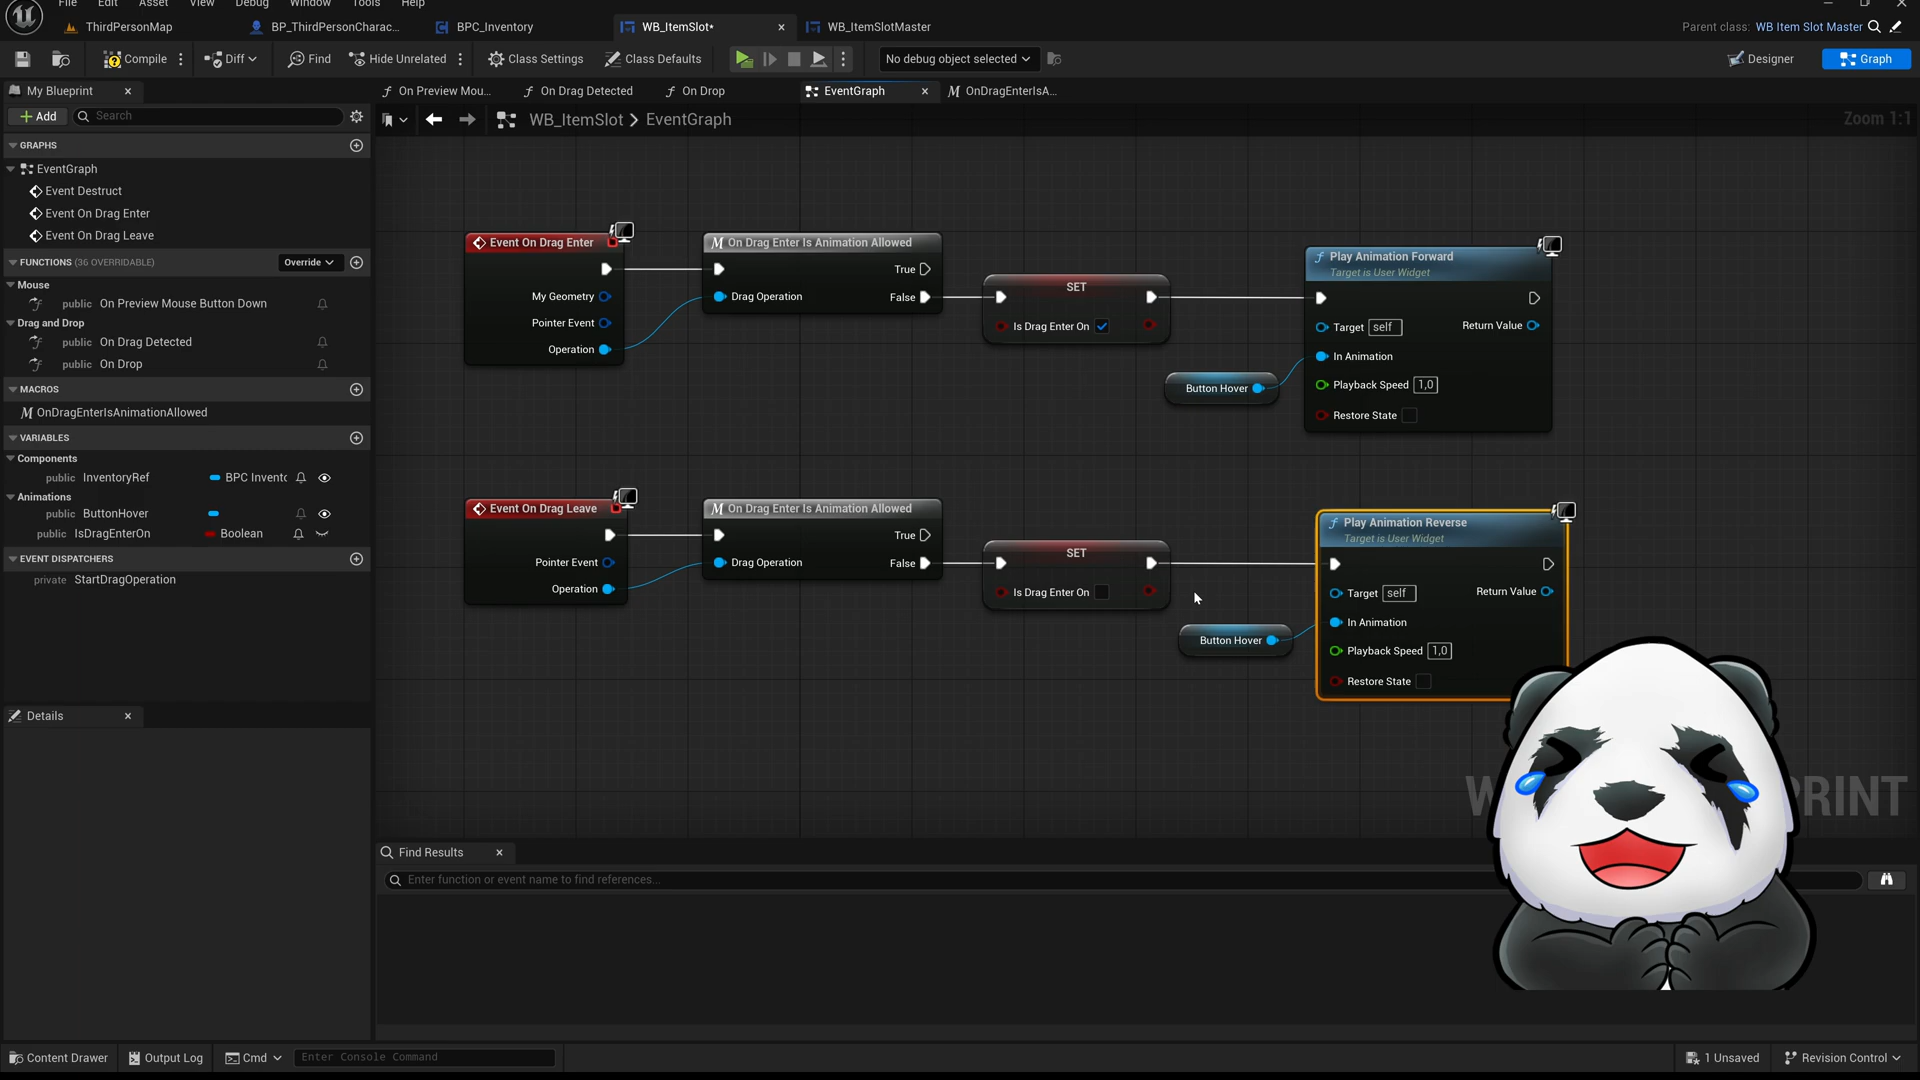 File Edit Asset View Debug Window Tools Help
ThirdPersonMap BP_ThirdPersonCharac... BPC_Inventory WB_ItemSlot* WB_ItemSlotMaster Parent class: WB Item Slot Master
Compile Diff Find Hide Unrelated Class Settings Class Defaults No debug object selected Designer Graph
My Blueprint On Preview Mou... On Drag Detected On Drop EventGraph OnDragEnterIsA...
Add Search WB_ItemSlot > EventGraph Zoom 1:1
GRAPHS
EventGraph
Event Destruct
Event On Drag Enter
Event On Drag Leave
FUNCTIONS (36 OVERRIDABLE) Override
Mouse
public On Preview Mouse Button Down
Drag and Drop
public On Drag Detected
public On Drop
MACROS
OnDragEnterIsAnimationAllowed
VARIABLES
Components
public InventoryRef BPC Invento
Animations
public ButtonHover
public IsDragEnterOn Boolean
EVENT DISPATCHERS
private StartDragOperation
Details
Event On Drag Enter
My Geometry
Pointer Event
Operation
On Drag Enter Is Animation Allowed
True
Drag Operation False
SET
Is Drag Enter On
Button Hover
Play Animation Forward
Target is User Widget
Target self Return Value
In Animation
Playback Speed 1,0
Restore State
Event On Drag Leave
Pointer Event
Operation
On Drag Enter Is Animation Allowed
True
Drag Operation False
SET
Is Drag Enter On
Button Hover
Play Animation Reverse
Target is User Widget
Target self Return Value
In Animation
Playback Speed 1,0
Restore State
Find Results
Enter function or event name to find references...
Content Drawer Output Log Cmd Enter Console Command 1 Unsaved Revision Control